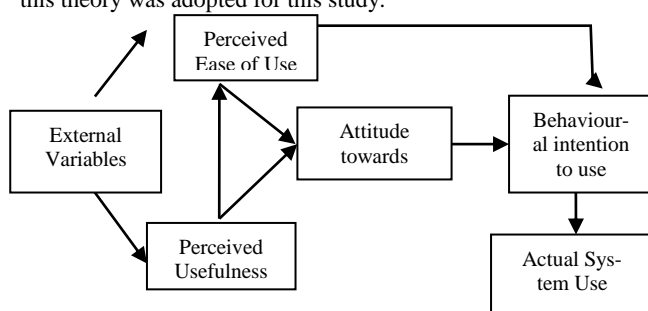 this theory was adopted for this study.
Perceived
Ease of Use
External
Variables
Attitude
towards
Behaviour-
al intention
to use
Perceived
Usefulness
Actual Sys-
tem Use